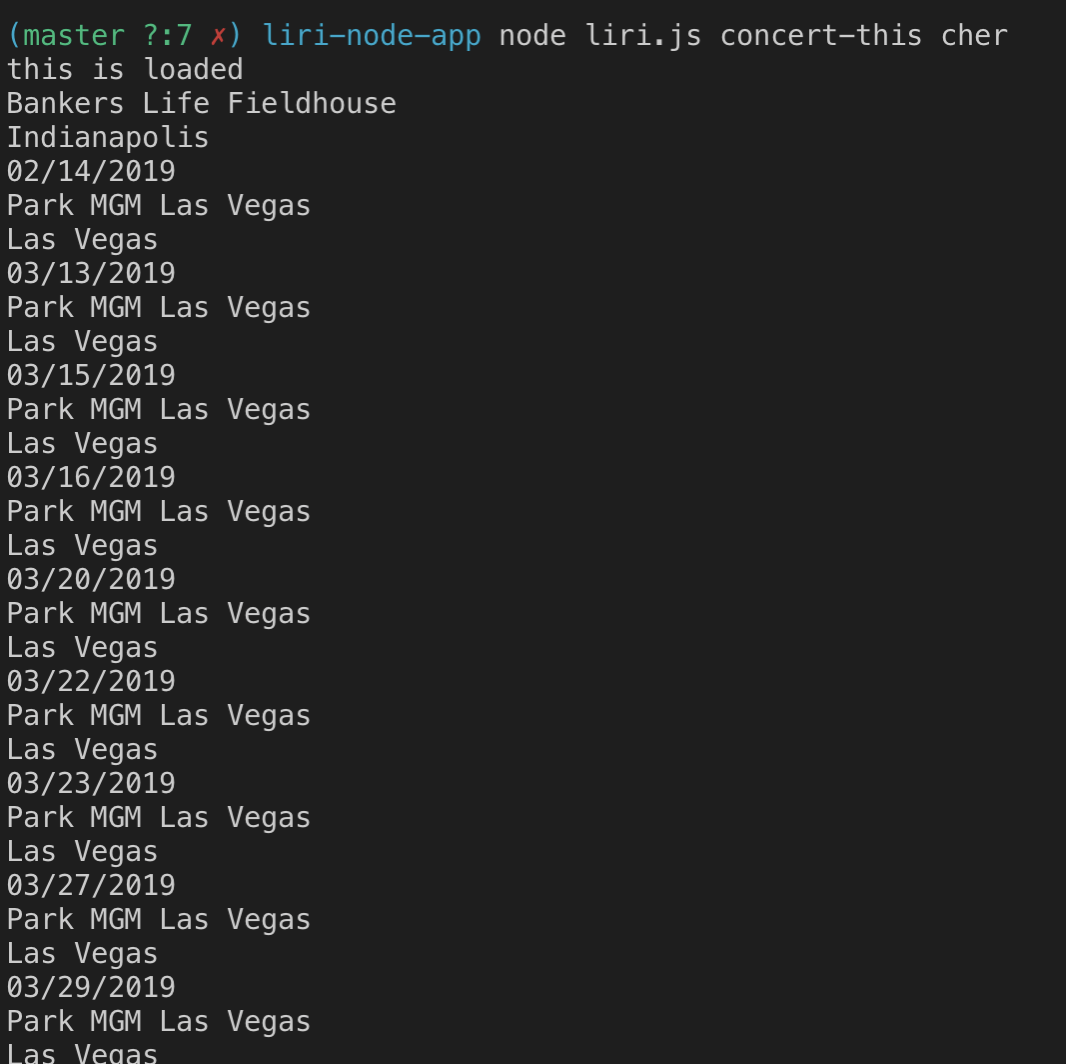 (master ?:7 ✗) liri-node-app node liri.js concert-this cher
this is loaded
Bankers Life Fieldhouse
Indianapolis
02/14/2019
Park MGM Las Vegas
Las Vegas
03/13/2019
Park MGM Las Vegas
Las Vegas
03/15/2019
Park MGM Las Vegas
Las Vegas
03/16/2019
Park MGM Las Vegas
Las Vegas
03/20/2019
Park MGM Las Vegas
Las Vegas
03/22/2019
Park MGM Las Vegas
Las Vegas
03/23/2019
Park MGM Las Vegas
Las Vegas
03/27/2019
Park MGM Las Vegas
Las Vegas
03/29/2019
Park MGM Las Vegas
Las Vegas